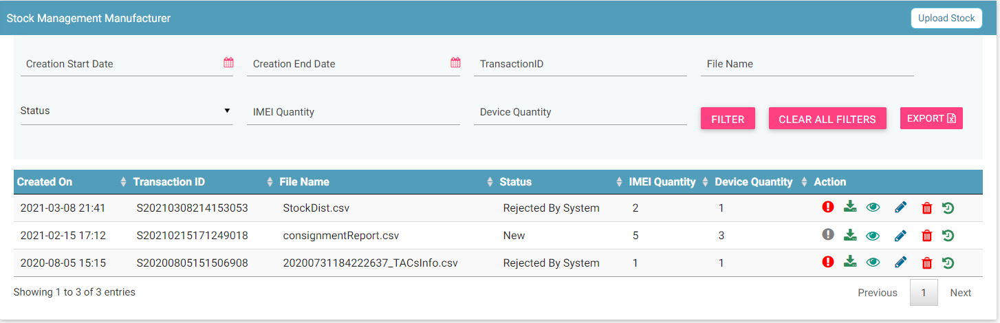 Stock Management Manufacturer Upload Stock
Creation Start Date Creation End Date TransactionID File Name
Status IMEI Quantity Device Quantity FILTER CLEAR ALL FILTERS EXPORT
Created On Transaction ID File Name Status IMEI Quantity Device Quantity Action
2021-03-08 21:41 S20210308214153053 StockDist.csv Rejected By System 2 1
2021-02-15 17:12 S20210215171249018 consignmentReport.csv New 5 3
2020-08-05 15:15 S20200805151506908 20200731184222637_TACsInfo.csv Rejected By System 1 1
Showing 1 to 3 of 3 entries Previous 1 Next